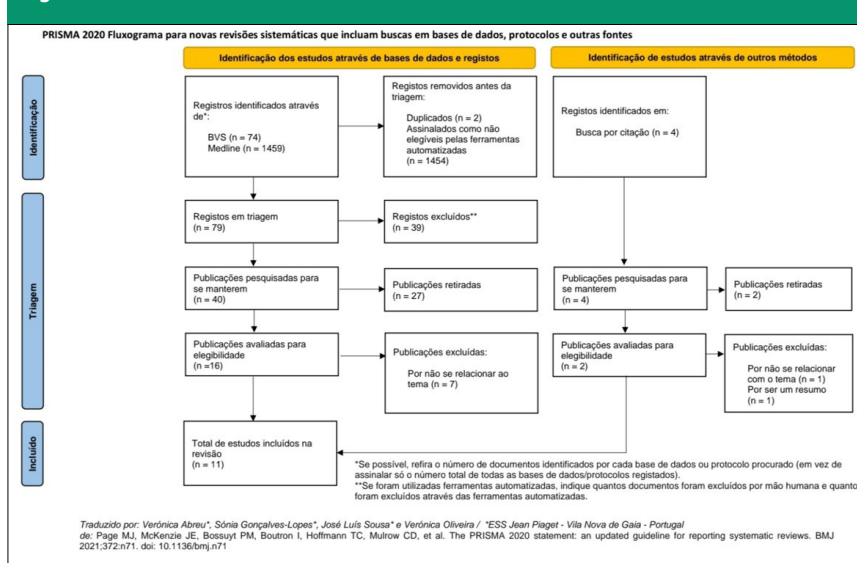 PRISMA 2020 Fluxograma para novas revisões sistemáticas que incluam buscas em bases de dados, protocolos e outras fontes
Identificação dos estudos através de bases de dados e registos
Identificação de estudos através de outros métodos
Identificação
Registros identificados através
de*:
BVS (n = 74)
Medline (n = 1459)
Registos removidos antes da
triagem:
Duplicados (n = 2)
Assinalados como não
elegíveis pelas ferramentas
automatizadas
(n = 1454)
Registos identificados em:
Busca por citação (n = 4)
Triagem
Registos em triagem
(n = 79)
Registos excluídos**
(n = 39)
Publicações pesquisadas para
se manterem
(n = 40)
Publicações retiradas
(n = 27)
Publicações pesquisadas para
se manterem
(n = 4)
Publicações retiradas
(n = 2)
Publicações avaliadas para
elegibilidade
(n =16)
Publicações excluídas:
Por não se relacionar ao
tema (n = 7)
Publicações avaliadas para
elegibilidade
(n = 2)
Publicações excluídas:
Por não se relacionar
com o tema (n = 1)
Por ser um resumo
(n = 1)
Incluído
Total de estudos incluídos na
revisão
(n = 11)
*Se possível, refira o número de documentos identificados por cada base de dados ou protocolo procurado (em vez de
assinalar só o número total de todas as bases de dados/protocolos registados).
**Se foram utilizadas ferramentas automatizadas, indique quantos documentos foram excluídos por mão humana e quanto
foram excluídos através das ferramentas automatizadas.
Traduzido por: Verónica Abreu*, Sónia Gonçalves-Lopes*, José Luís Sousa* e Verónica Oliveira / *ESS Jean Piaget - Vila Nova de Gaia - Portugal
de: Page MJ, McKenzie JE, Bossuyt PM, Boutron I, Hoffmann TC, Mulrow CD, et al. The PRISMA 2020 statement: an updated guideline for reporting systematic reviews. BMJ
2021;372:n71. doi: 10.1136/bmj.n71